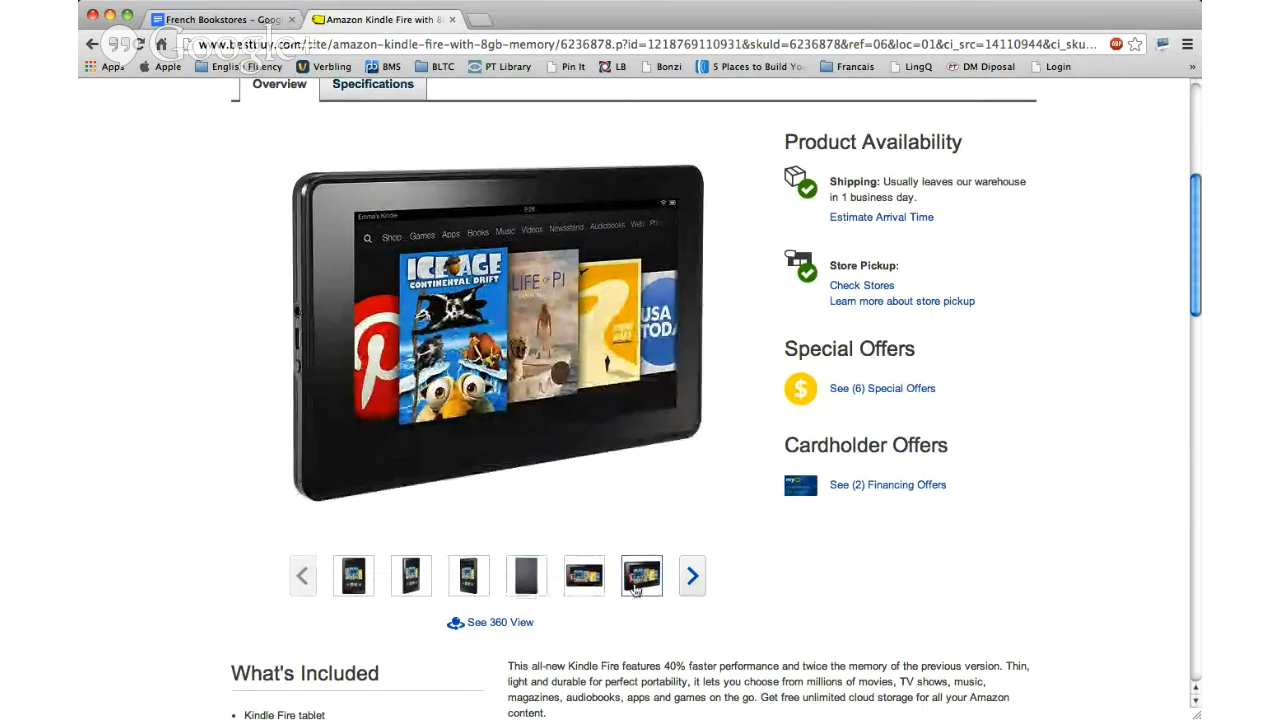 French Bookstores – Goog
Amazon Kindle Fire with 8
Google+
www.bestbuy.com/site/amazon-kindle-fire-with-8gb-memory/6236878.p?id=1218769110931&skuId=6236878&ref=06&loc=01&ci_src=14110944&ci_sku...
Apps Apple English Fluency Verbling BMS BLTC PT Library Pin It LB Bonzi 5 Places to Build Yo Francais LingQ DM Diposal Login »
Overview Specifications
Product Availability
Shipping: Usually leaves our warehouse
in 1 business day.
Estimate Arrival Time
Store Pickup:
Check Stores
Learn more about store pickup
Special Offers
See (6) Special Offers
Cardholder Offers
See (2) Financing Offers
Emma's Kindle 9:26
Shop Games Apps Books Music Videos Newsstand Audiobooks Web Ph
ICE AGE
CONTINENTAL DRIFT
LIFE OF PI
USA
TODAY
See 360 View
What's Included
Kindle Fire tablet
This all-new Kindle Fire features 40% faster performance and twice the memory of the previous version. Thin,
light and durable for perfect portability, it lets you choose from millions of movies, TV shows, music,
magazines, audiobooks, apps and games on the go. Get free unlimited cloud storage for all your Amazon
content.